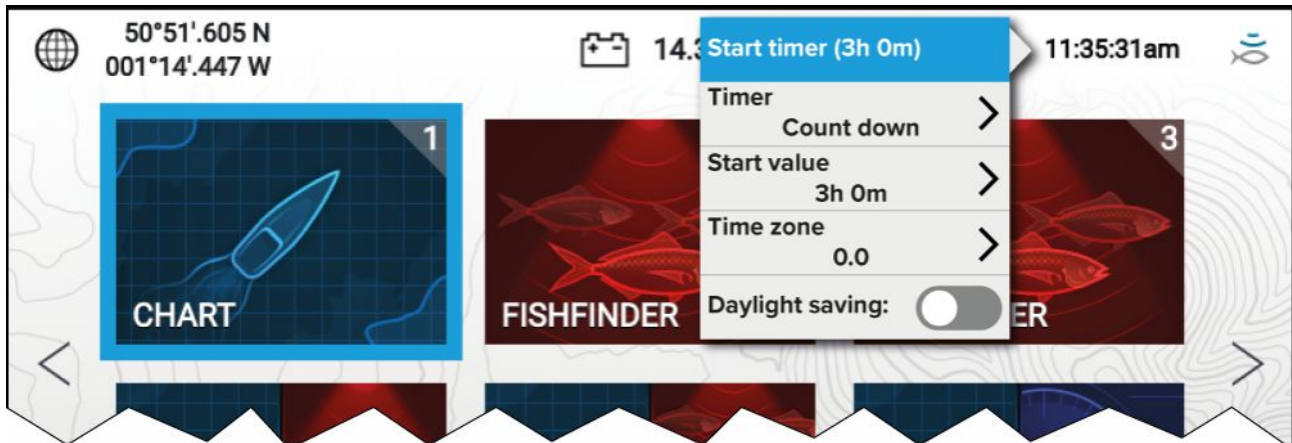 50°51'.605 N
001°14'.447 W
14.3
Start timer (3h 0m)
11:35:31am
Timer
Count down
Start value
3h 0m
Time zone
0.0
Daylight saving:
1
CHART
FISHFINDER
3
ER